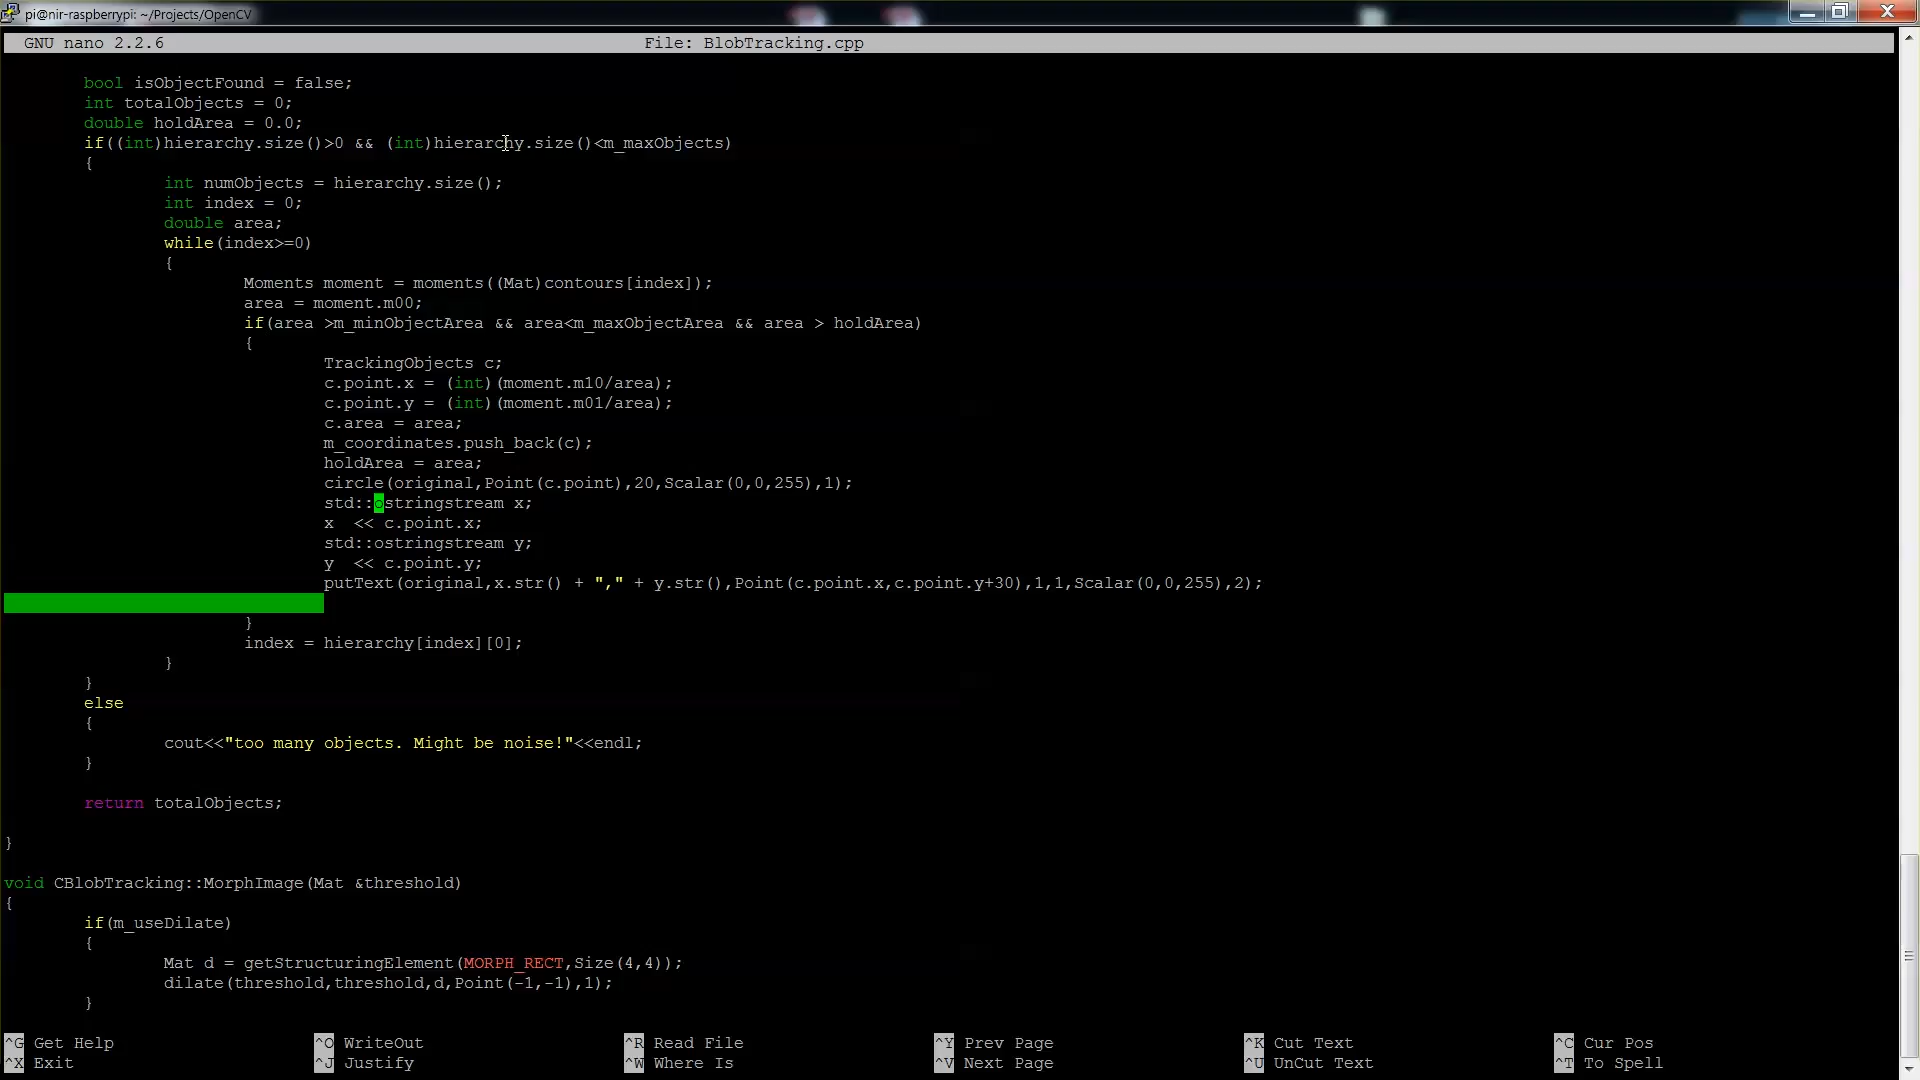 pi@nir-raspberrypi: ~/Projects/OpenCV
GNU nano 2.2.6 File: BlobTracking.cpp
bool isObjectFound = false;
int totalObjects = 0;
double holdArea = 0.0;
if((int)hierarchy.size()>0 && (int)hierarchy.size()<m_maxObjects)
{
int numObjects = hierarchy.size();
int index = 0;
double area;
while(index>=0)
{
Moments moment = moments((Mat)contours[index]);
area = moment.m00;
if(area >m_minObjectArea && area<m_maxObjectArea && area > holdArea)
{
TrackingObjects c;
c.point.x = (int)(moment.m10/area);
c.point.y = (int)(moment.m01/area);
c.area = area;
m_coordinates.push_back(c);
holdArea = area;
circle(original,Point(c.point),20,Scalar(0,0,255),1);
std::ostringstream x;
x  << c.point.x;
std::ostringstream y;
y  << c.point.y;
putText(original,x.str() + "," + y.str(),Point(c.point.x,c.point.y+30),1,1,Scalar(0,0,255),2);
}
index = hierarchy[index][0];
}
}
else
{
cout<<"too many objects. Might be noise!"<<endl;
}
return totalObjects;
}
void CBlobTracking::MorphImage(Mat &threshold)
{
if(m_useDilate)
{
Mat d = getStructuringElement(MORPH_RECT,Size(4,4));
dilate(threshold,threshold,d,Point(-1,-1),1);
}
^G Get Help ^O WriteOut ^R Read File ^Y Prev Page ^K Cut Text ^C Cur Pos
^X Exit ^J Justify ^W Where Is ^V Next Page ^U UnCut Text ^T To Spell